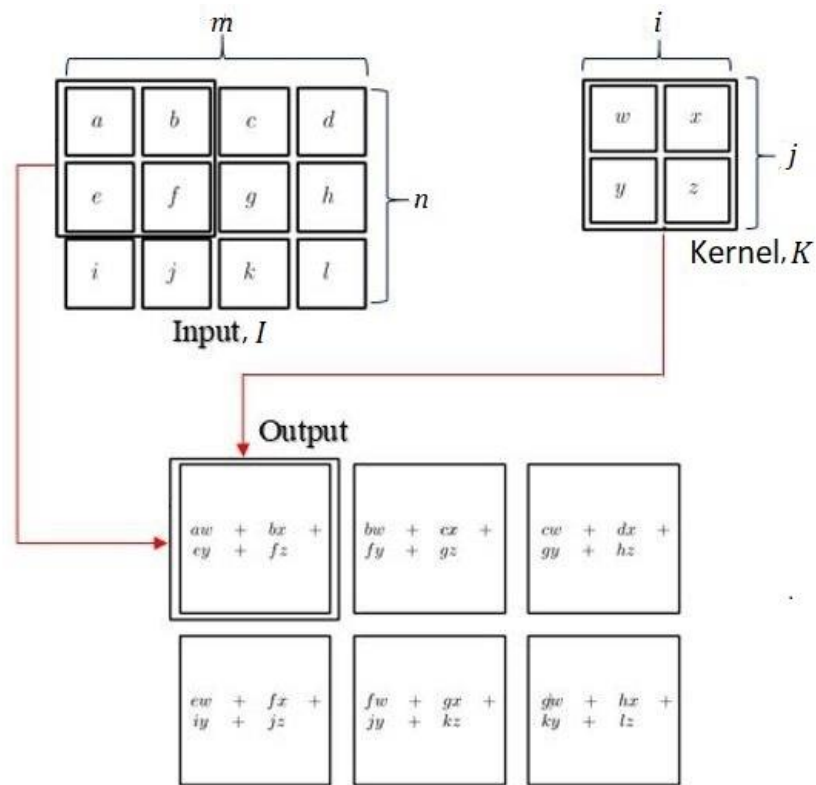 m
i
a b c d
w x
e f g h
n
y z
j
i j k l
Kernel, K
Input, I
Output
aw + bx +
ey + fz
bw + cx +
fy + gz
cw + dx +
gy + hz
ew + fx +
iy + jz
fw + gx +
jy + kz
gw + hx +
ky + lz